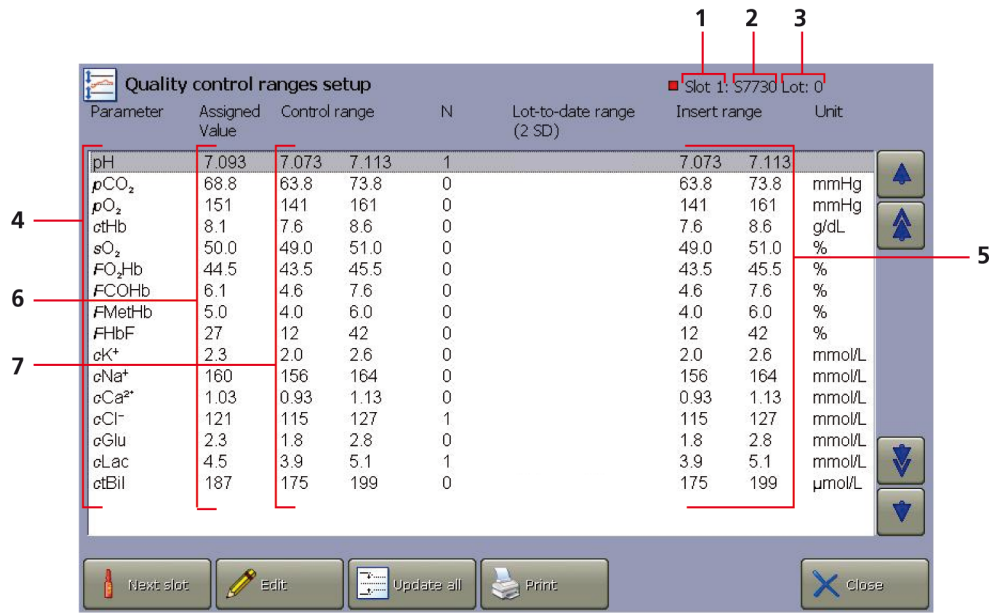 1 2 3
Quality control ranges setup Slot 1: S7730 Lot: 0
Parameter Assigned Value Control range N Lot-to-date range (2 SD) Insert range Unit
pH 7.093 7.073 7.113 1 7.073 7.113
pCO₂ 68.8 63.8 73.8 0 63.8 73.8 mmHg
pO₂ 151 141 161 0 141 161 mmHg
4
ctHb 8.1 7.6 8.6 0 7.6 8.6 g/dL
sO₂ 50.0 49.0 51.0 0 49.0 51.0 %
5
FO₂Hb 44.5 43.5 45.5 0 43.5 45.5 %
FCOHb 6.1 4.6 7.6 0 4.6 7.6 %
6
FMetHb 5.0 4.0 6.0 0 4.0 6.0 %
FHbF 27 12 42 0 12 42 %
cK⁺ 2.3 2.0 2.6 0 2.0 2.6 mmol/L
7
cNa⁺ 160 156 164 0 156 164 mmol/L
cCa²⁺ 1.03 0.93 1.13 0 0.93 1.13 mmol/L
cCl⁻ 121 115 127 1 115 127 mmol/L
cGlu 2.3 1.8 2.8 0 1.8 2.8 mmol/L
cLac 4.5 3.9 5.1 1 3.9 5.1 mmol/L
ctBil 187 175 199 0 175 199 µmol/L
Next slot Edit Update all Print Close